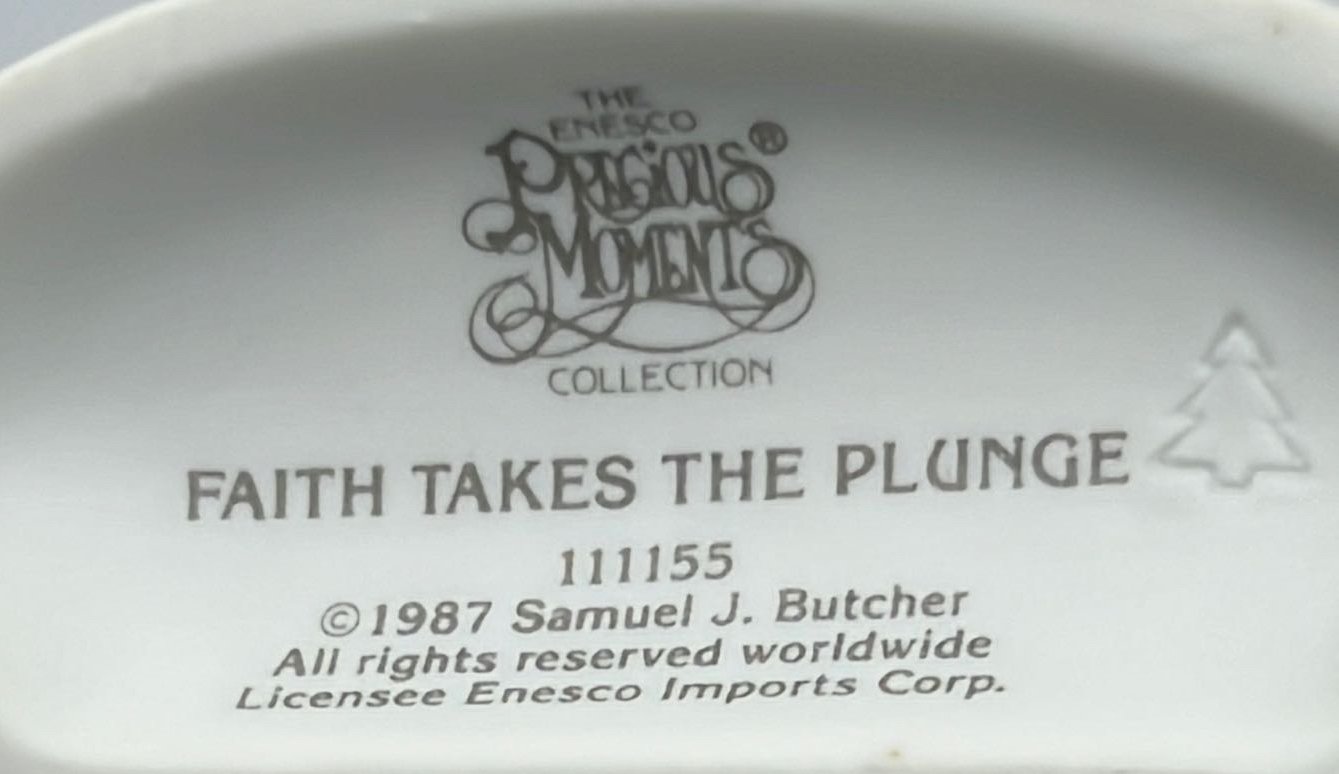 THE
ENESCO
PRECIOUS®
MOMENTS
COLLECTION
FAITH TAKES THE PLUNGE
111155
©1987 Samuel J. Butcher
All rights reserved worldwide
Licensee Enesco Imports Corp.